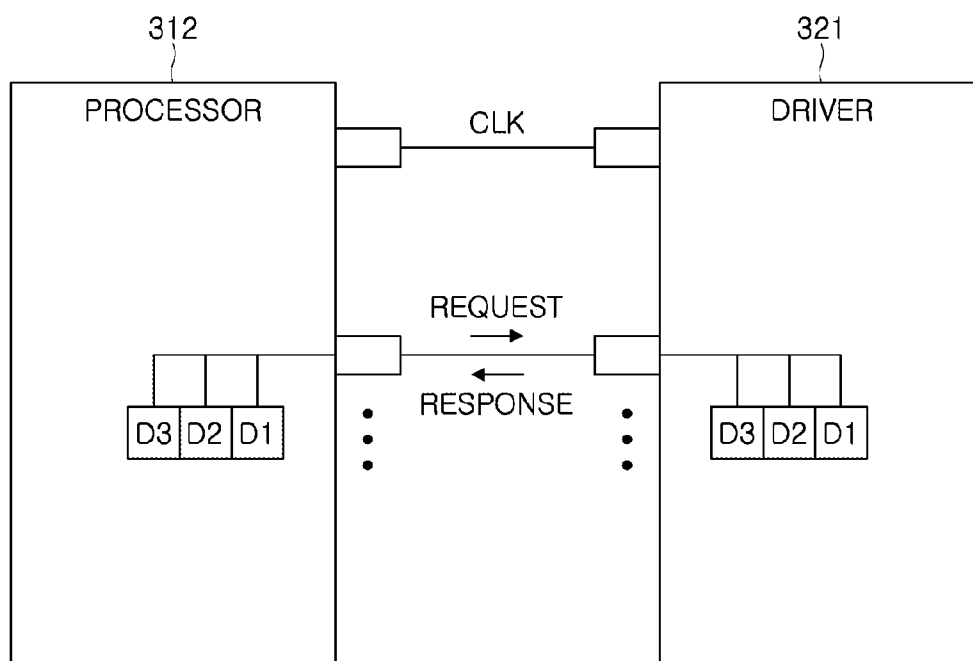 312 321
PROCESSOR CLK DRIVER
REQUEST
RESPONSE
D3 D2 D1 D3 D2 D1